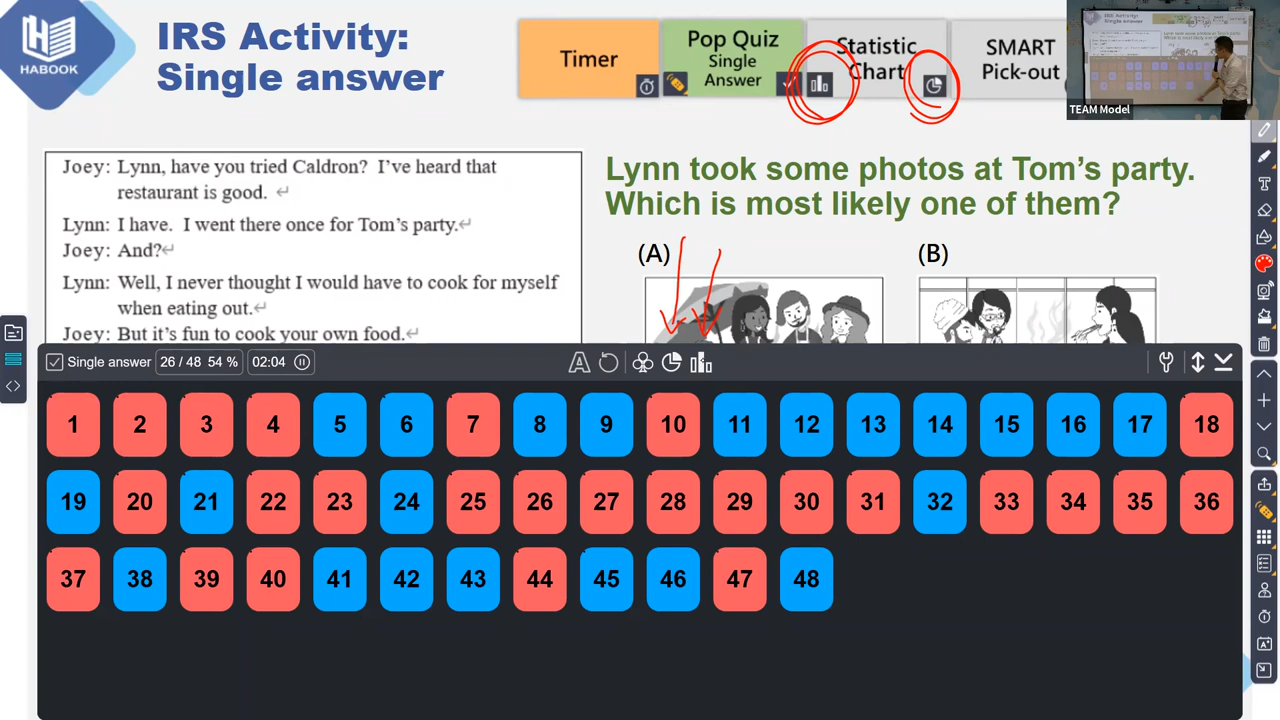 HABOOK
IRS Activity:
Single answer
Timer
Pop Quiz
Single
Answer
Statistic
Chart
SMART
Pick-out
TEAM Model
Joey: Lynn, have you tried Caldron? I've heard that
restaurant is good.
Lynn: I have. I went there once for Tom's party.
Joey: And?
Lynn: Well, I never thought I would have to cook for myself
when eating out.
Joey: But it's fun to cook your own food.
Lynn took some photos at Tom's party.
Which is most likely one of them?
(A) (B)
Single answer 26 / 48 54 % 02:04
1 2 3 4 5 6 7 8 9 10 11 12 13 14 15 16 17 18
19 20 21 22 23 24 25 26 27 28 29 30 31 32 33 34 35 36
37 38 39 40 41 42 43 44 45 46 47 48